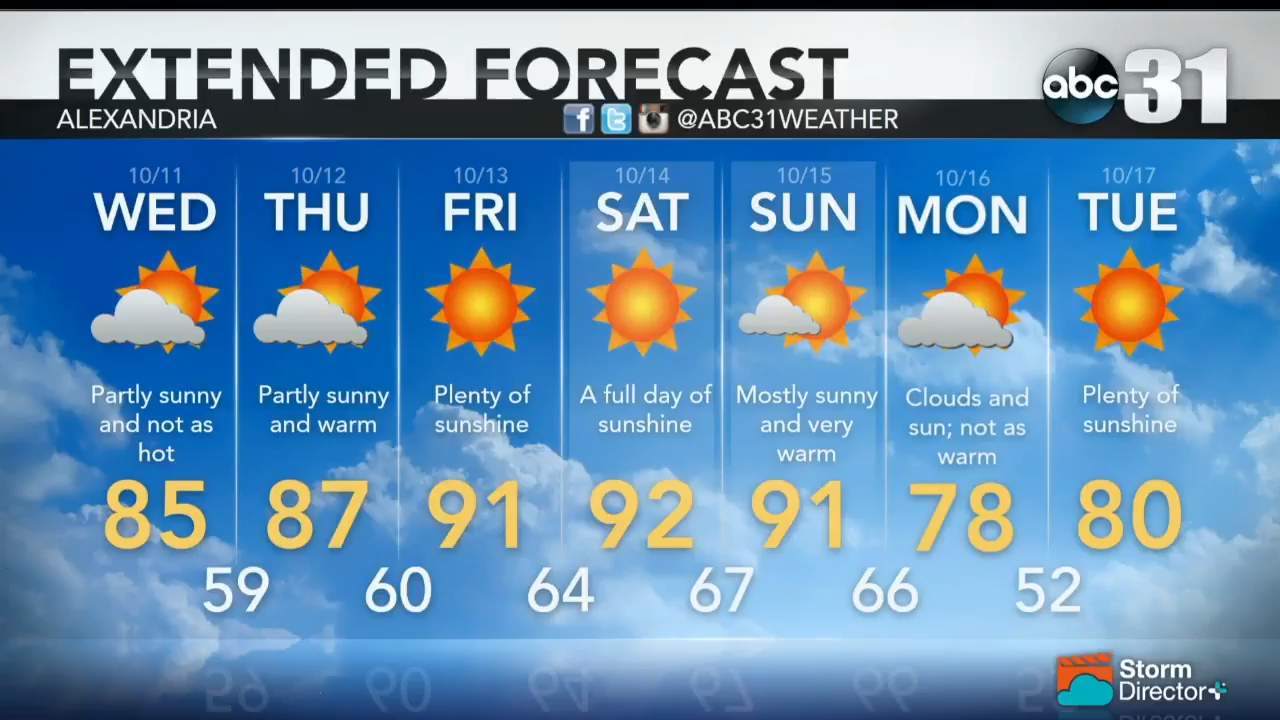 EXTENDED FORECAST
abc 31
ALEXANDRIA
@ABC31WEATHER
10/11 10/12 10/13 10/14 10/15 10/16 10/17
WED THU FRI SAT SUN MON TUE
Partly sunny
and not as
hot
Partly sunny
and warm
Plenty of
sunshine
A full day of
sunshine
Mostly sunny
and very
warm
Clouds and
sun; not as
warm
Plenty of
sunshine
85 87 91 92 91 78 80
59 60 64 67 66 52
Storm
Director+